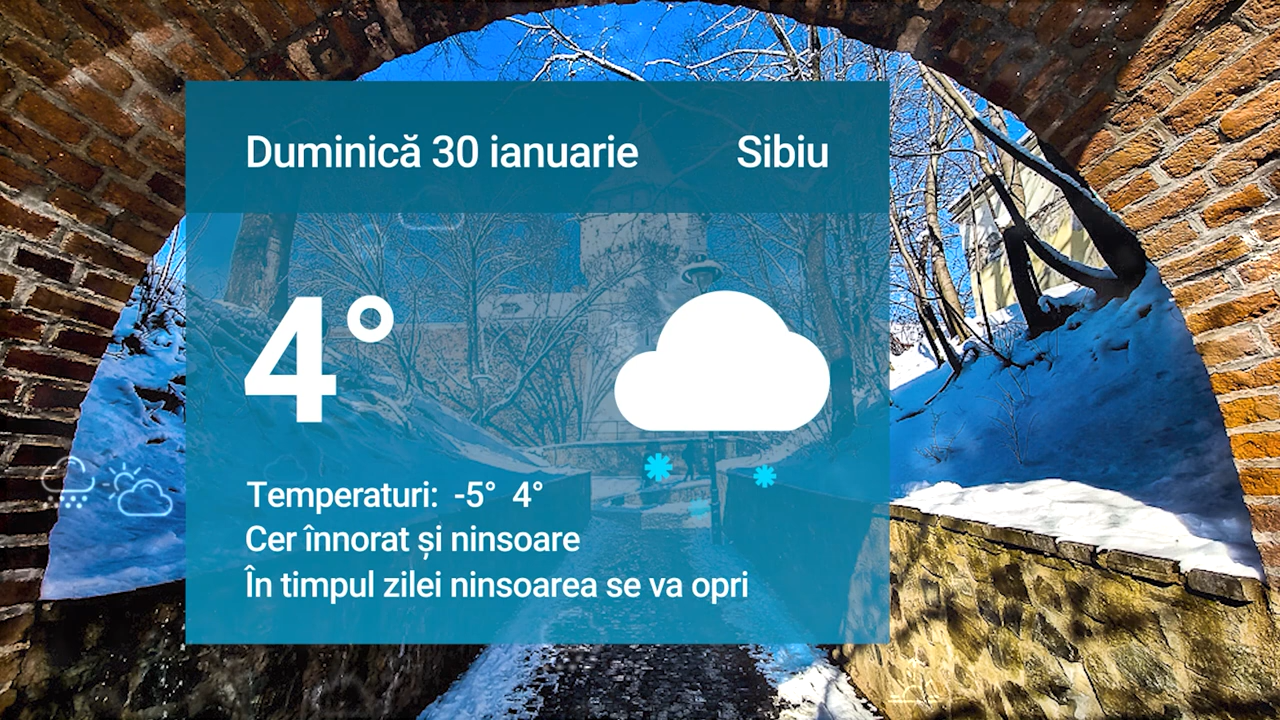 Duminică 30 ianuarie Sibiu
4°
Temperaturi: -5° 4°
Cer înnorat și ninsoare
În timpul zilei ninsoarea se va opri